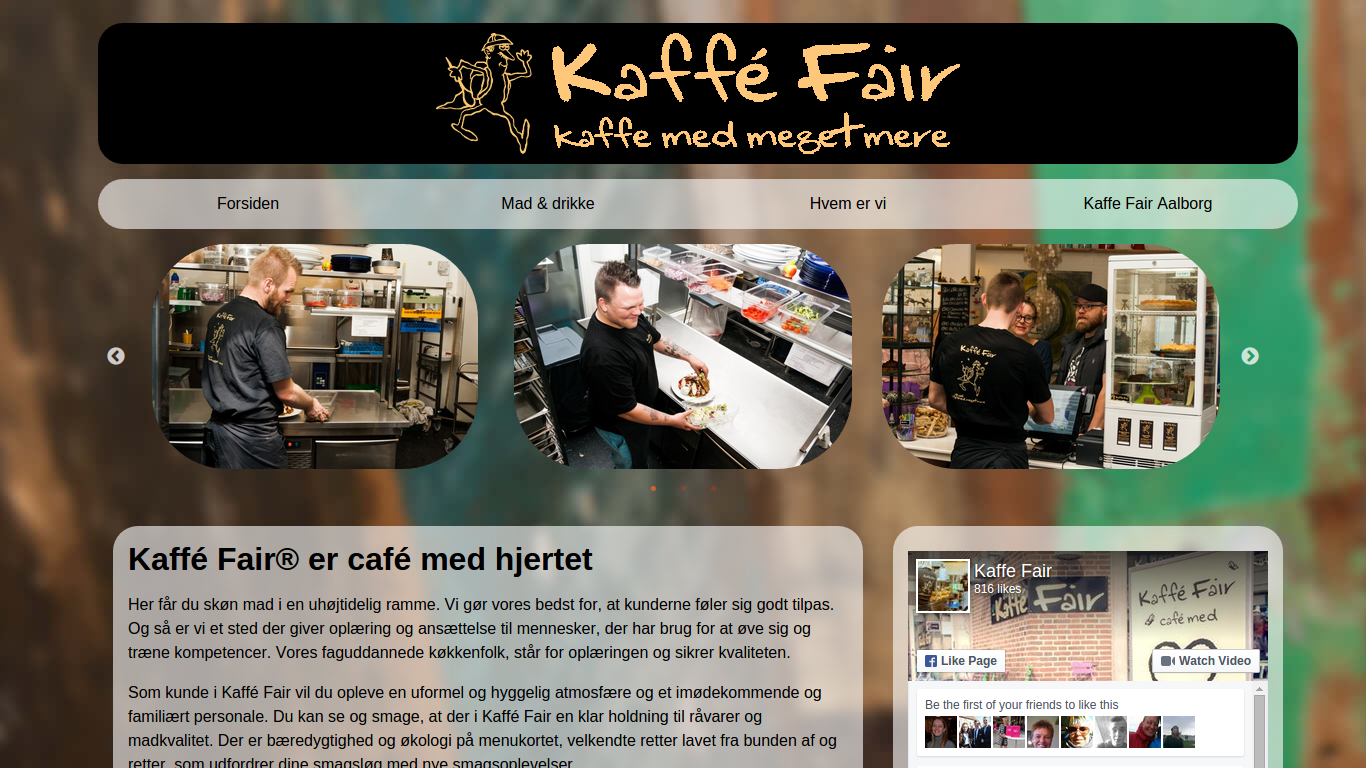 Kaffé Fair
kaffe med meget mere
Forsiden
Mad & drikke
Hvem er vi
Kaffe Fair Aalborg
Kaffé Fair
Kaffé Fair® er café med hjertet
Her får du skøn mad i en uhøjtidelig ramme. Vi gør vores bedst for, at kunderne føler sig godt tilpas.
Og så er vi et sted der giver oplæring og ansættelse til mennesker, der har brug for at øve sig og
træne kompetencer. Vores faguddannede køkkenfolk, står for oplæringen og sikrer kvaliteten.
Som kunde i Kaffé Fair vil du opleve en uformel og hyggelig atmosfære og et imødekommende og
familiært personale. Du kan se og smage, at der i Kaffé Fair en klar holdning til råvarer og
madkvalitet. Der er bæredygtighed og økologi på menukortet, velkendte retter lavet fra bunden af og
retter, som udfordrer dine smagsløg med nye smagsoplevelser.
Kaffe Fair
816 likes
Kaffé Fair
Kaffé Fair
café med
Like Page
Watch Video
Be the first of your friends to like this